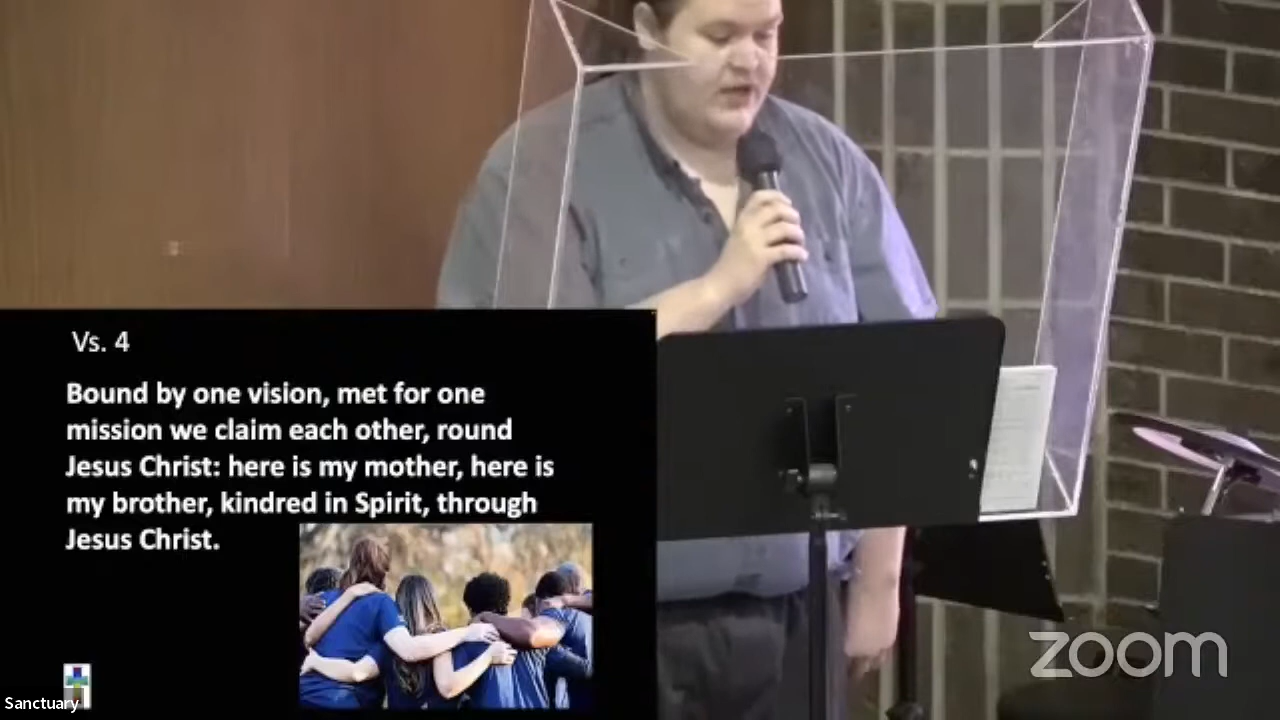 Vs. 4
Bound by one vision, met for one
mission we claim each other, round
Jesus Christ: here is my mother, here is
my brother, kindred in Spirit, through
Jesus Christ.
zoom
Sanctuary